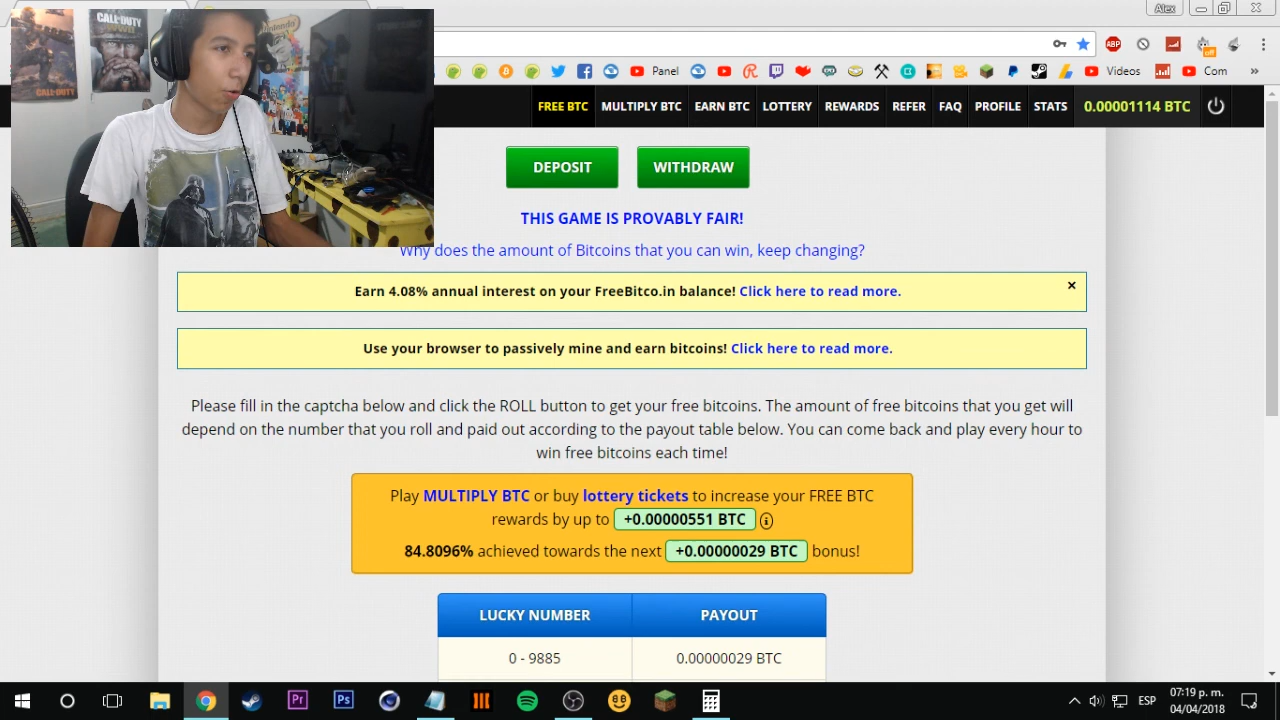 Alex
CALL·DUTY
WWII
Nintendo
ABP
Panel
Videos
Com
»
FREE BTC
MULTIPLY BTC
EARN BTC
LOTTERY
REWARDS
REFER
FAQ
PROFILE
STATS
0.00001114 BTC
DEPOSIT
WITHDRAW
THIS GAME IS PROVABLY FAIR!
Why does the amount of Bitcoins that you can win, keep changing?
Earn 4.08% annual interest on your FreeBitco.in balance! Click here to read more.
Use your browser to passively mine and earn bitcoins! Click here to read more.
Please fill in the captcha below and click the ROLL button to get your free bitcoins. The amount of free bitcoins that you get will
depend on the number that you roll and paid out according to the payout table below. You can come back and play every hour to
win free bitcoins each time!
Play MULTIPLY BTC or buy lottery tickets to increase your FREE BTC
rewards by up to +0.00000551 BTC
84.8096% achieved towards the next +0.00000029 BTC bonus!
LUCKY NUMBER
PAYOUT
0 - 9885
0.00000029 BTC
Pr
Ps
ESP
07:19 p. m.
04/04/2018